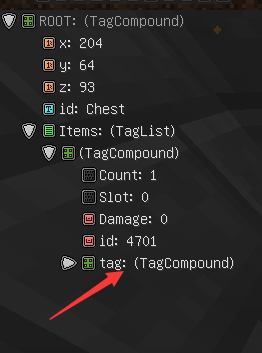 ROOT: (TagCompound)
x: 204
y: 64
z: 93
id: Chest
Items: (TagList)
(TagCompound)
Count: 1
Slot: 0
Damage: 0
id: 4701
tag: (TagCompound)